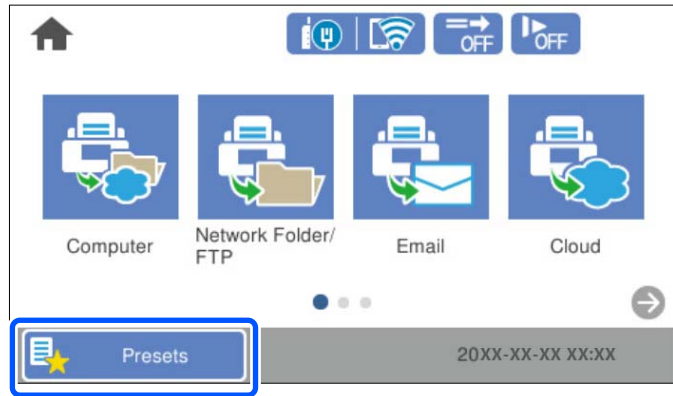 OFF
OFF
Computer
Network Folder/
FTP
Email
Cloud
Presets
20XX-XX-XX XX:XX